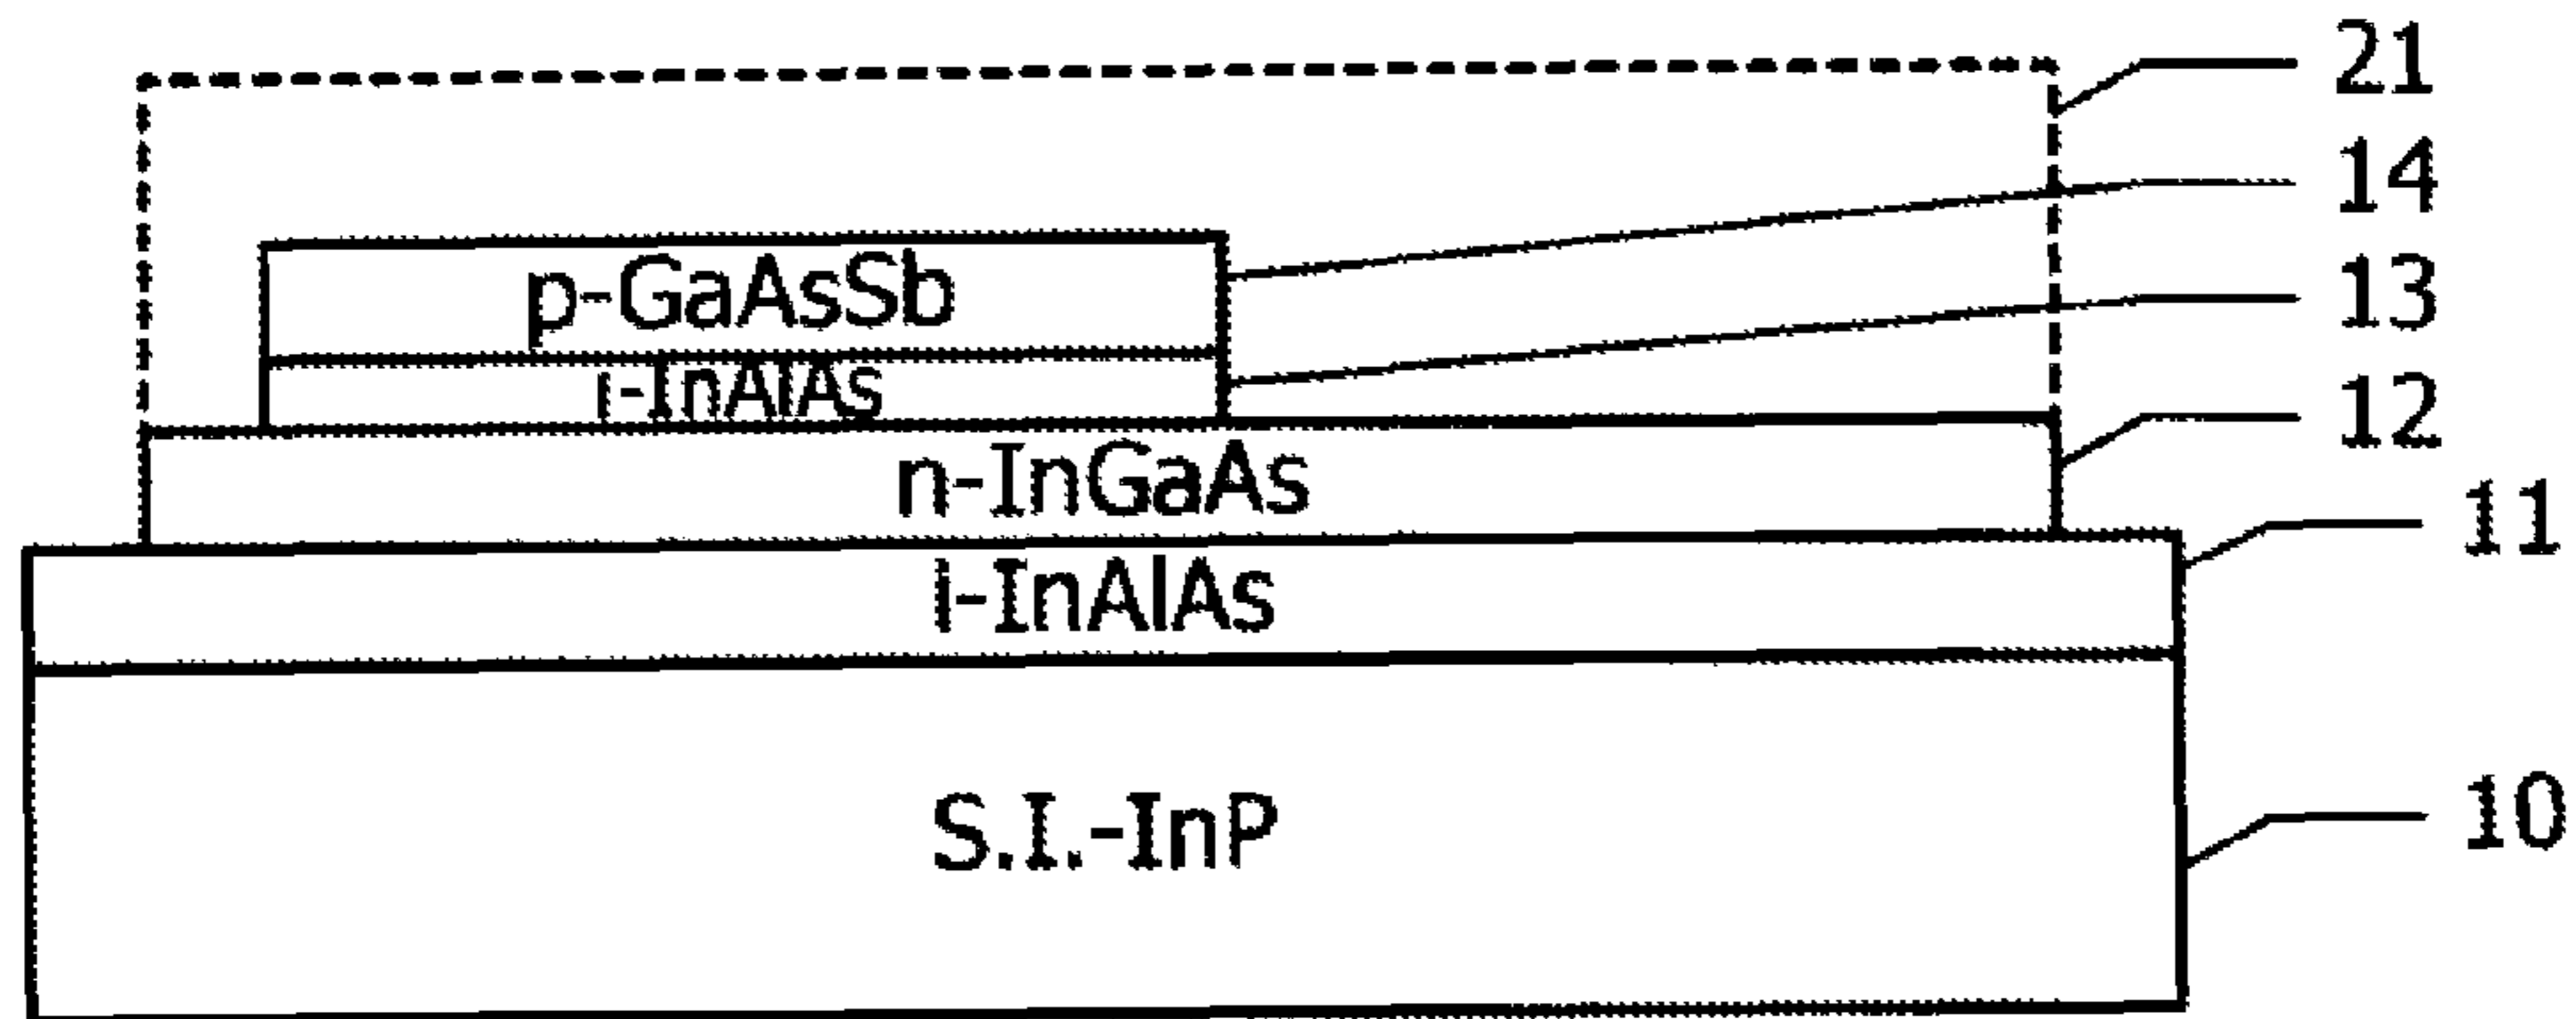 21
14
p-GaAsSb
13
i-InAlAs
12
n-InGaAs
11
i-InAlAs
S.I.-InP
10